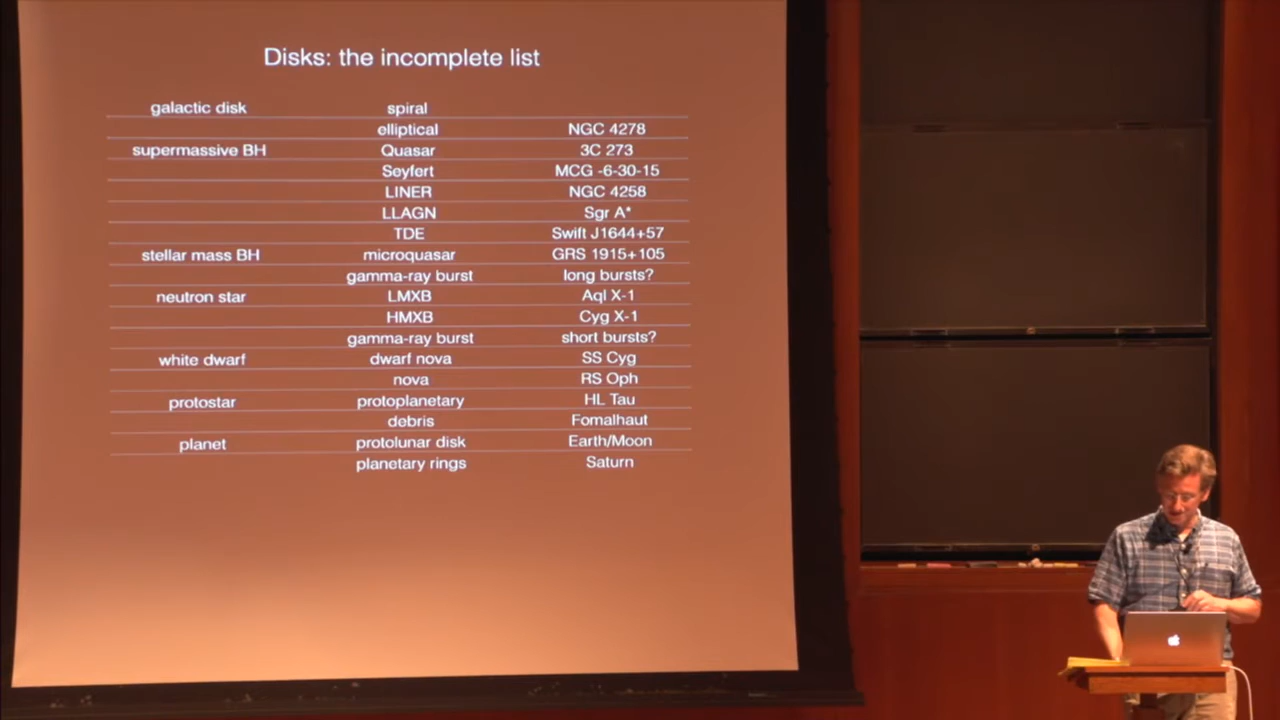 Disks: the incomplete list
galactic disk spiral
elliptical NGC 4278
supermassive BH Quasar 3C 273
Seyfert MCG -6-30-15
LINER NGC 4258
LLAGN Sgr A*
TDE Swift J1644+57
stellar mass BH microquasar GRS 1915+105
gamma-ray burst long bursts?
neutron star LMXB Aql X-1
HMXB Cyg X-1
gamma-ray burst short bursts?
white dwarf dwarf nova SS Cyg
nova RS Oph
protostar protoplanetary HL Tau
debris Fomalhaut
planet protolunar disk Earth/Moon
planetary rings Saturn